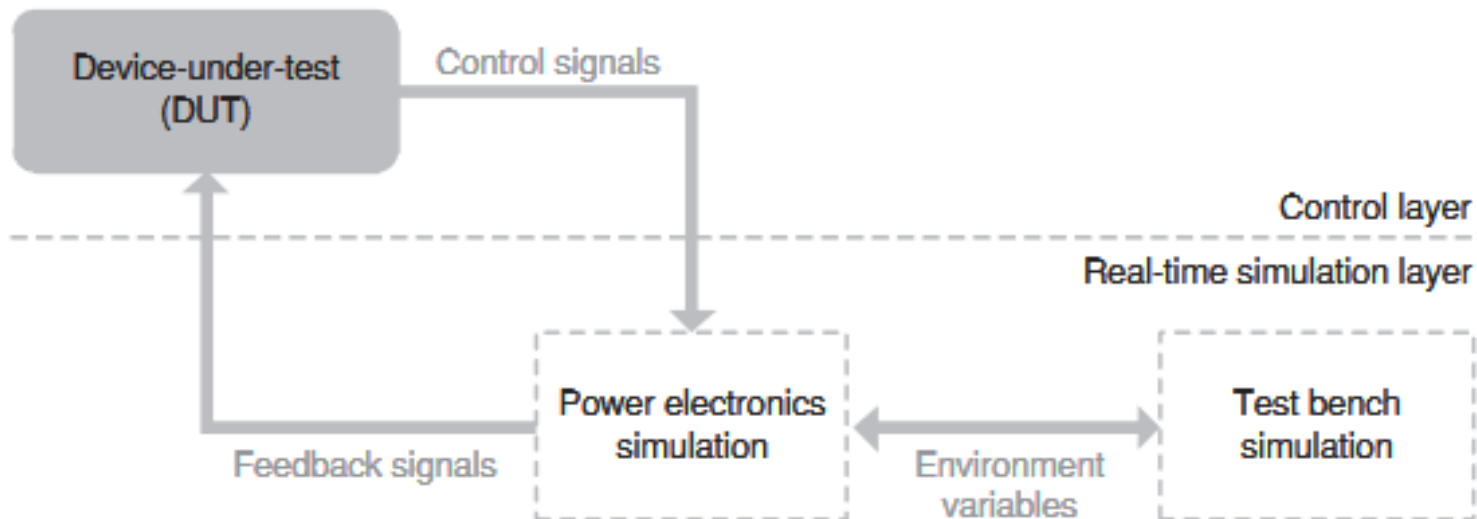 Device-under-test
(DUT)
Control signals
Control layer
Real-time simulation layer
Power electronics
simulation
Test bench
simulation
Feedback signals
Environment
variables